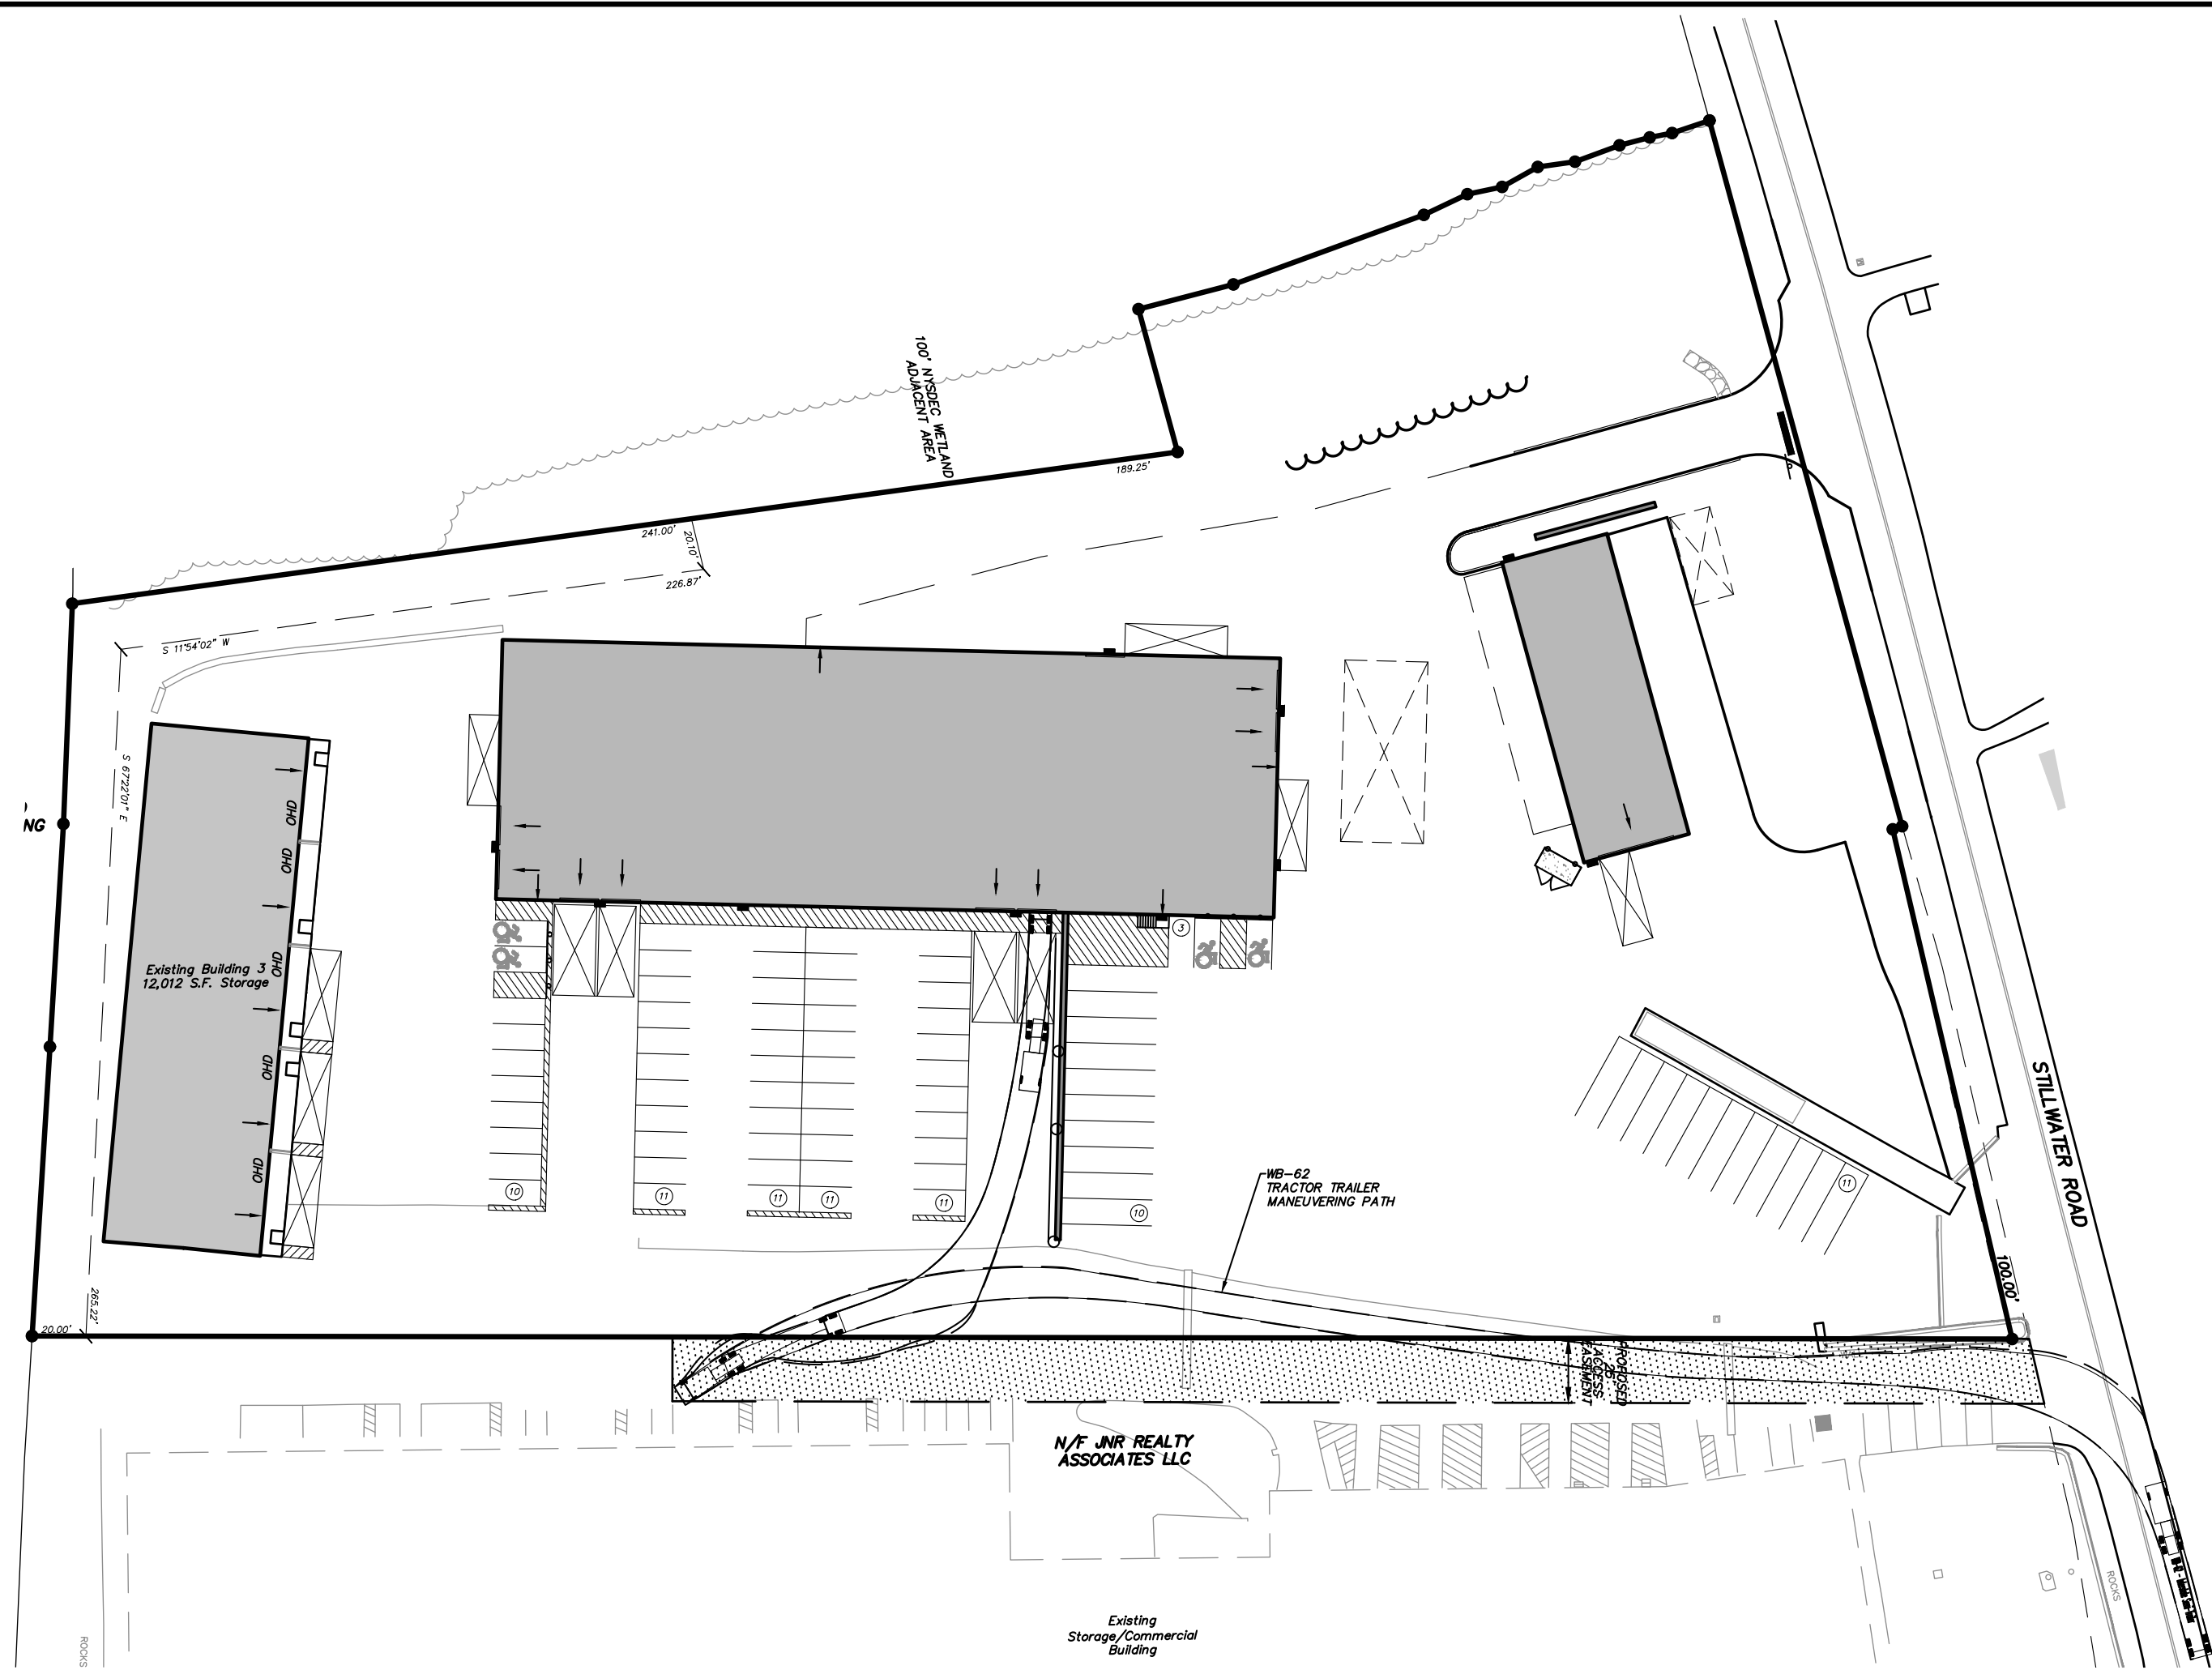 100' NYSDEC WETLAND
ADJACENT AREA
189.25'
241.00'
20.10'
226.87'
S 11°54'02" W
S 67°22'01" E
NG
OHD
OHD
OHD
OHD
OHD
Existing Building 3
12,012 S.F. Storage
3
10
11
11
11
11
10
11
WB-62
TRACTOR TRAILER
MANEUVERING PATH
STILLWATER ROAD
100.00'
265.22'
20.00'
PROPOSED
25'
ACCESS
EASEMENT
N/F JNR REALTY
ASSOCIATES LLC
Existing
Storage/Commercial
Building
ROCKS
ROCKS